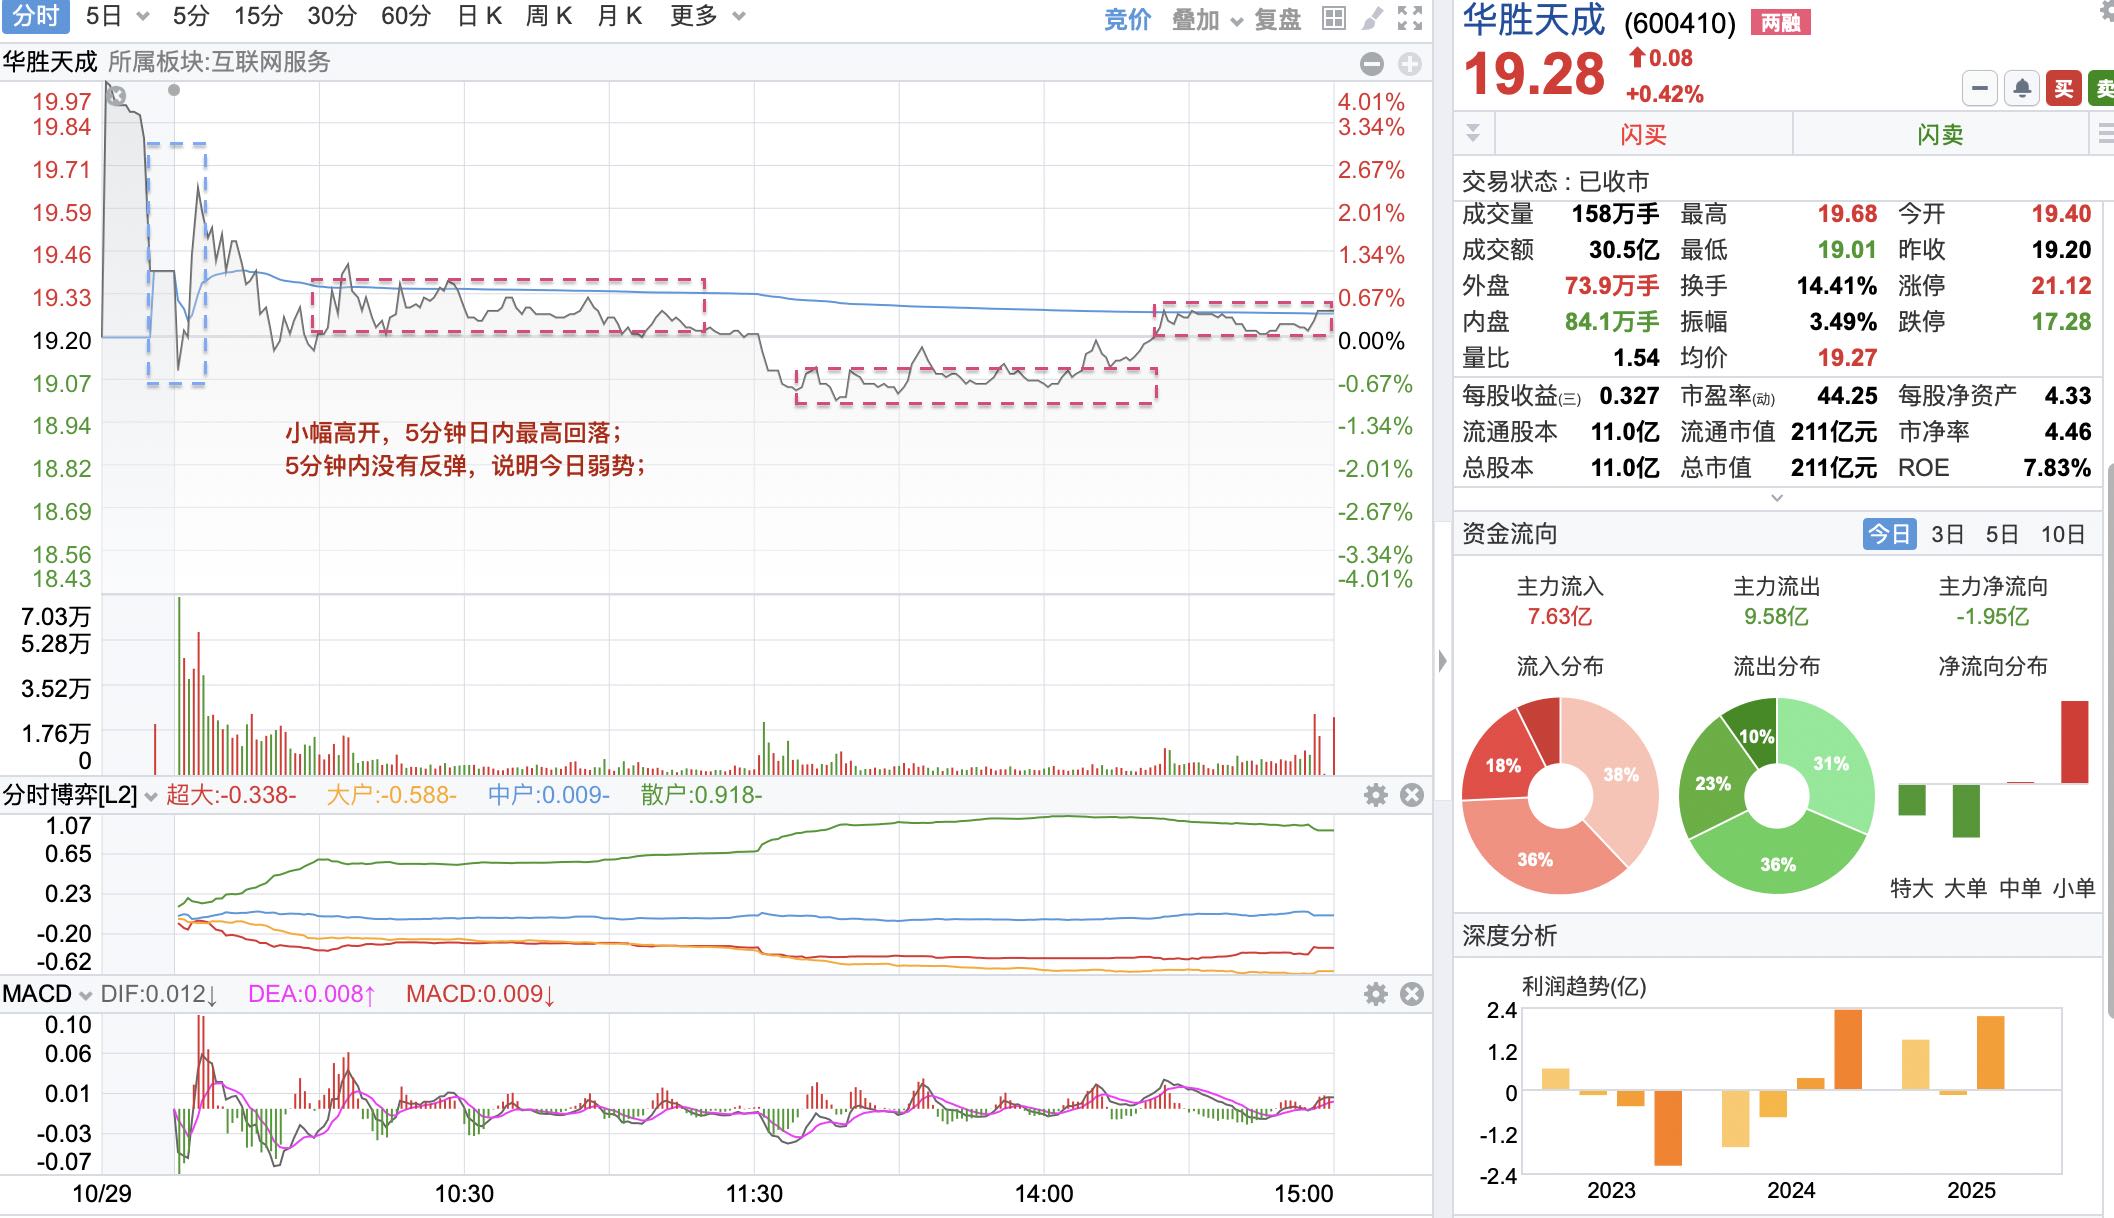 分时 5日 5分 15分 30分 60分 日K 周K 月K 更多 竞价 叠加 复盘
华胜天成 所属板块:互联网服务
19.97 4.01%
19.84 3.34%
19.71 2.67%
19.59 2.01%
19.46 1.34%
19.33 0.67%
19.20 0.00%
19.07 -0.67%
18.94 -1.34%
18.82 -2.01%
18.69 -2.67%
18.56 -3.34%
18.43 -4.01%
小幅高开，5分钟日内最高回落；
5分钟内没有反弹，说明今日弱势；
7.03万
5.28万
3.52万
1.76万
0
分时博弈[L2] 超大:-0.338- 大户:-0.588- 中户:0.009- 散户:0.918-
1.07
0.65
0.23
-0.20
-0.62
MACD DIF:0.012↓ DEA:0.008↑ MACD:0.009↓
0.10
0.06
0.01
-0.03
-0.07
10/29 10:30 11:30 14:00 15:00
华胜天成 (600410) 两融
19.28 0.08
+0.42%
买 卖
闪买 闪卖
交易状态 : 已收市
成交量 158万手 最高 19.68 今开 19.40
成交额 30.5亿 最低 19.01 昨收 19.20
外盘 73.9万手 换手 14.41% 涨停 21.12
内盘 84.1万手 振幅 3.49% 跌停 17.28
量比 1.54 均价 19.27
每股收益(三) 0.327 市盈率(动) 44.25 每股净资产 4.33
流通股本 11.0亿 流通市值 211亿元 市净率 4.46
总股本 11.0亿 总市值 211亿元 ROE 7.83%
资金流向 今日 3日 5日 10日
主力流入 主力流出 主力净流向
7.63亿 9.58亿 -1.95亿
流入分布 流出分布 净流向分布
18% 38% 36%
10% 31% 23% 36%
特大 大单 中单 小单
深度分析
利润趋势(亿)
2.4
1.2
0
-1.2
-2.4
2023 2024 2025